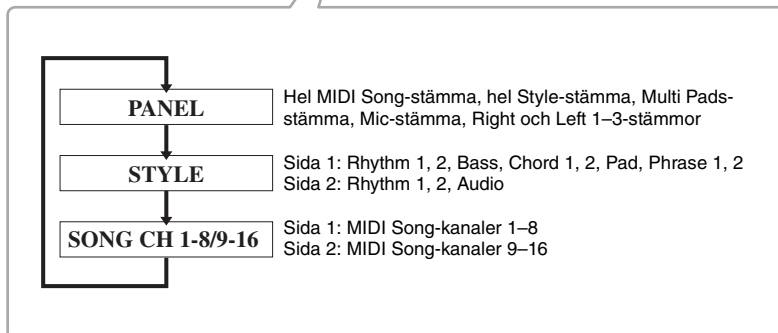 PANEL
Hel MIDI Song-stämma, hel Style-stämma, Multi Pads-
stämma, Mic-stämma, Right och Left 1–3-stämmor
STYLE
Sida 1: Rhythm 1, 2, Bass, Chord 1, 2, Pad, Phrase 1, 2
Sida 2: Rhythm 1, 2, Audio
SONG CH 1-8/9-16
Sida 1: MIDI Song-kanaler 1–8
Sida 2: MIDI Song-kanaler 9–16